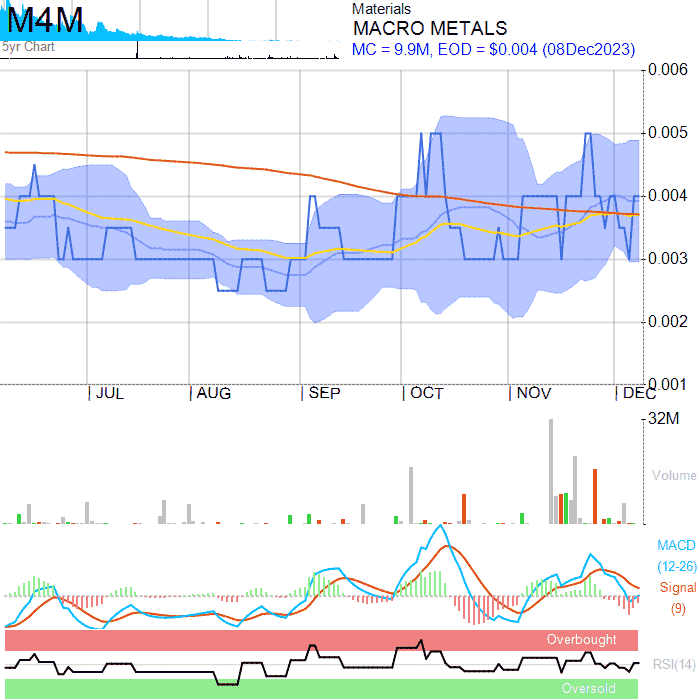 M4M
5yr Chart
Materials
MACRO METALS
MC = 9.9M, EOD = $0.004 (08Dec2023)
0.006
0.005
0.004
0.003
0.002
0.001
JUL AUG SEP OCT NOV DEC
32M
Volume
MACD
(12-26)
Signal
(9)
Overbought
RSI(14)
Oversold